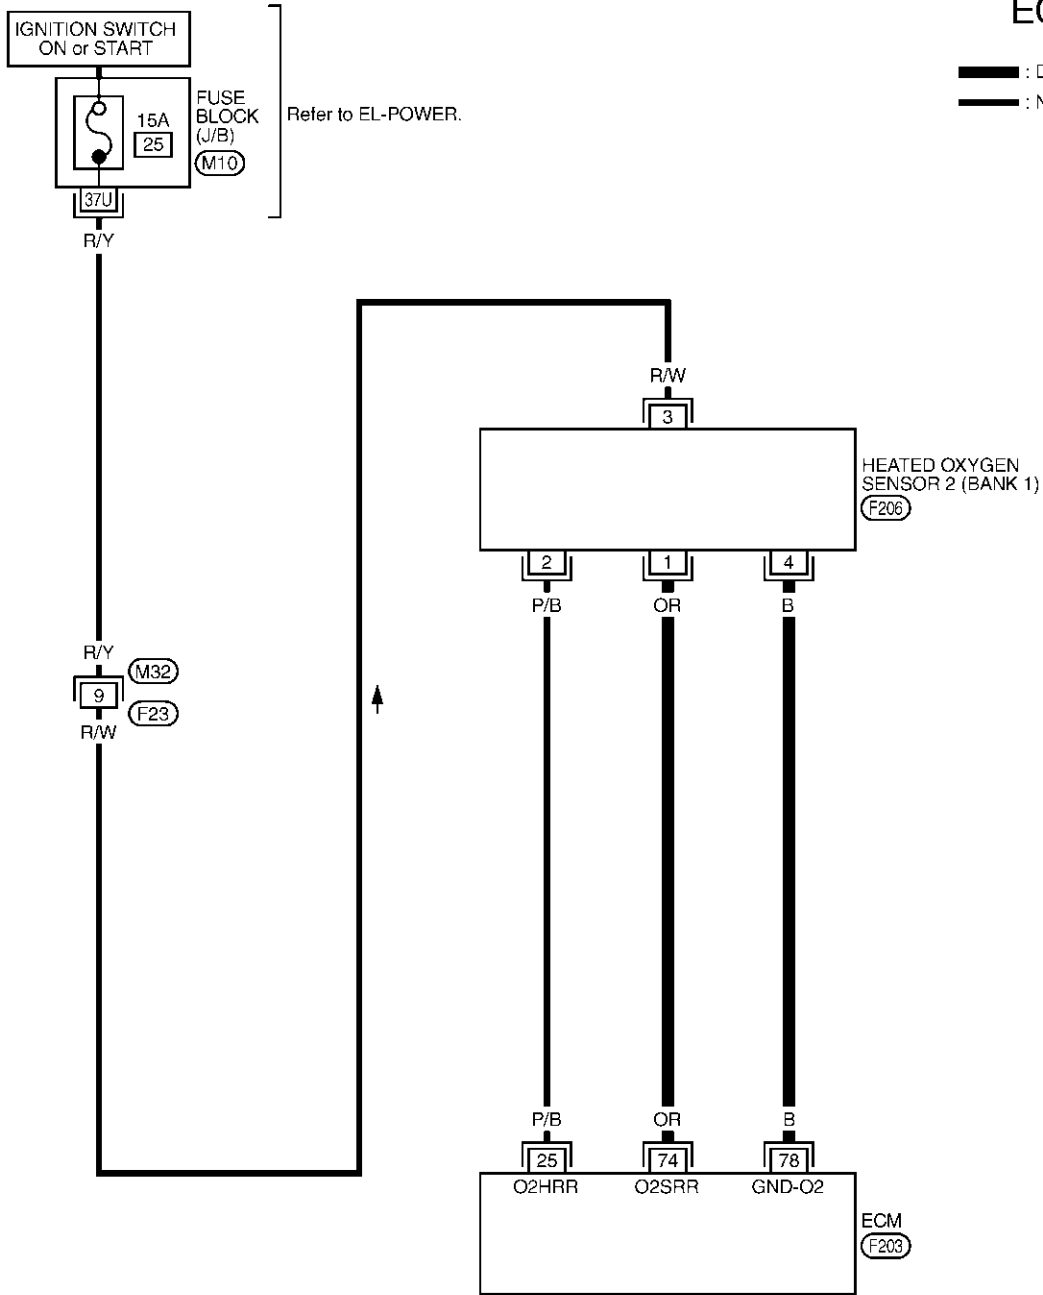 IGNITION SWITCH
ON or START
15A
25
FUSE
BLOCK
(J/B)
M10
Refer to EL-POWER.
37U
R/Y
R/W
3
HEATED OXYGEN
SENSOR 2 (BANK 1)
F206
2
1
4
P/B
OR
B
R/Y
M32
9
F23
R/W
P/B
OR
B
25
74
78
O2HRR
O2SRR
GND-O2
ECM
F203